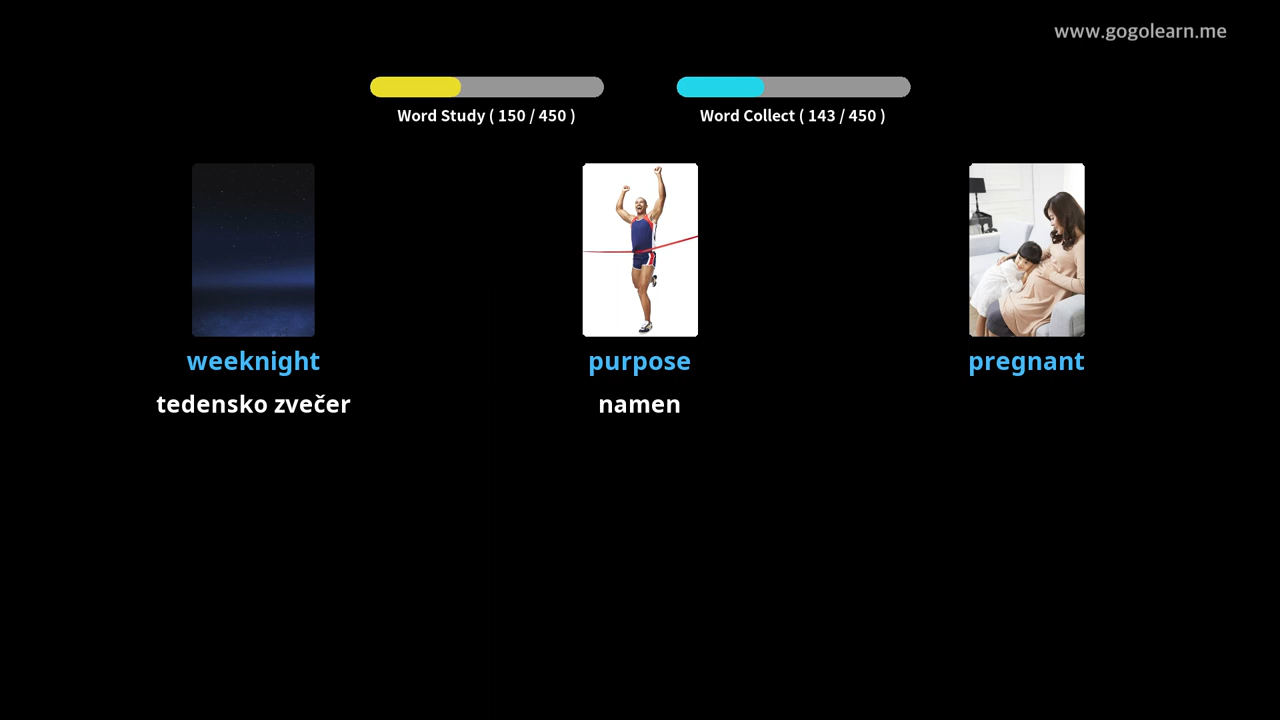 www.gogolearn.me
Word Study ( 150 / 450 )
Word Collect ( 143 / 450 )
weeknight
purpose
pregnant
tedensko zvečer
namen